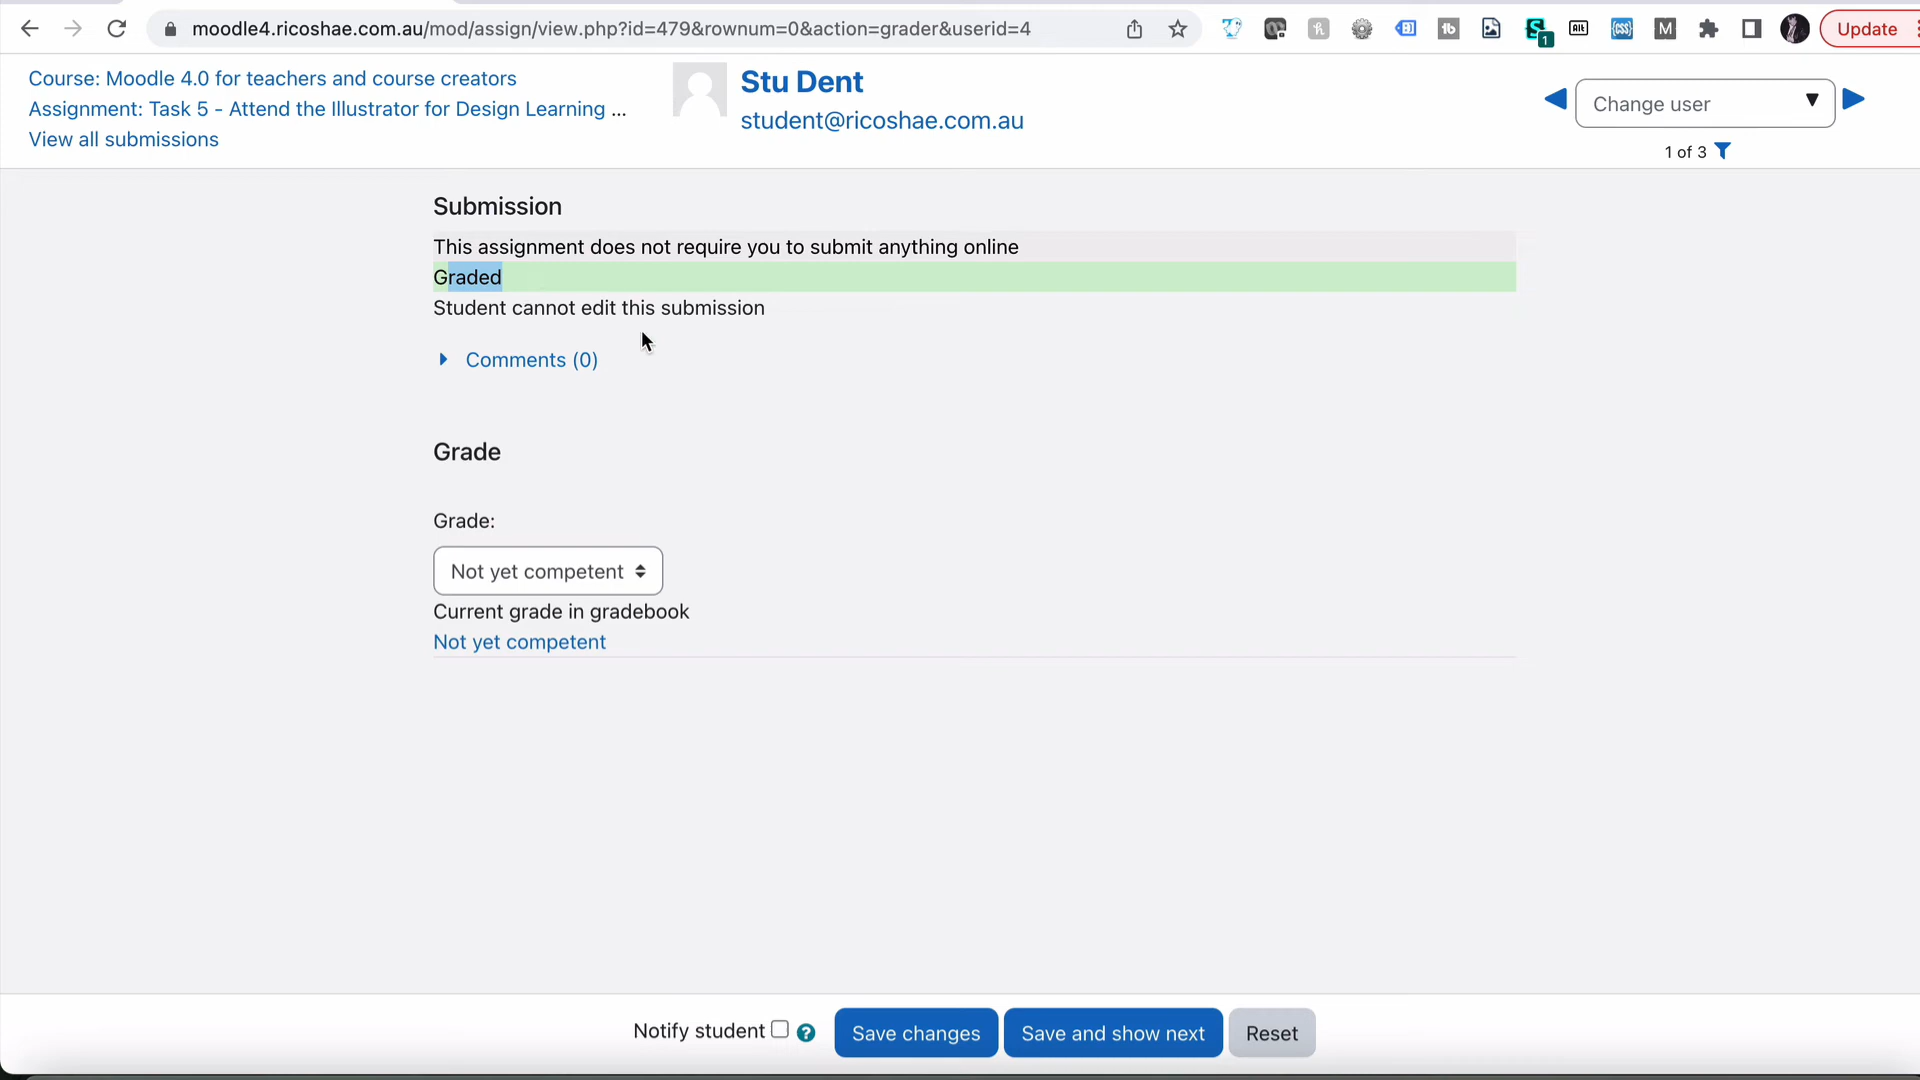 moodle4.ricoshae.com.au/mod/assign/view.php?id=479&rownum=0&action=grader&userid=4
1
Alt
{css}
tb
M
Update
Course: Moodle 4.0 for teachers and course creators
Assignment: Task 5 - Attend the Illustrator for Design Learning ...
View all submissions
Stu Dent
student@ricoshae.com.au
Change user
1 of 3
Submission
This assignment does not require you to submit anything online
Graded
Student cannot edit this submission
Comments (0)
Grade
Grade:
Not yet competent
Current grade in gradebook
Not yet competent
Notify student
?
Save changes
Save and show next
Reset